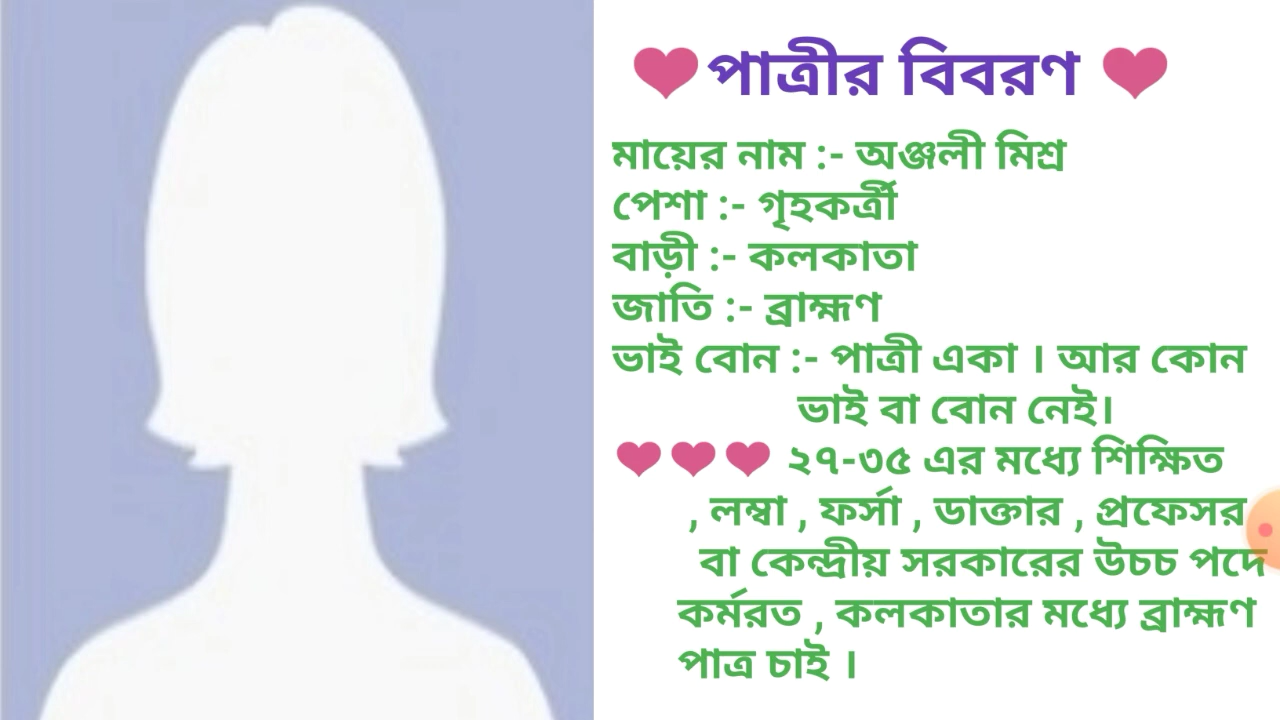 ❤পাত্রীর বিবরণ ❤
মায়ের নাম :- অঞ্জলী মিশ্র
পেশা :- গৃহকর্ত্রী
বাড়ী :- কলকাতা
জাতি :- ব্রাহ্মণ
ভাই বোন :- পাত্রী একা । আর কোন
ভাই বা বোন নেই।
❤❤❤ ২৭-৩৫ এর মধ্যে শিক্ষিত
, লম্বা , ফর্সা , ডাক্তার , প্রফেসর
বা কেন্দ্রীয় সরকারের উচচ পদে
কর্মরত , কলকাতার মধ্যে ব্রাহ্মণ
পাত্র চাই ।